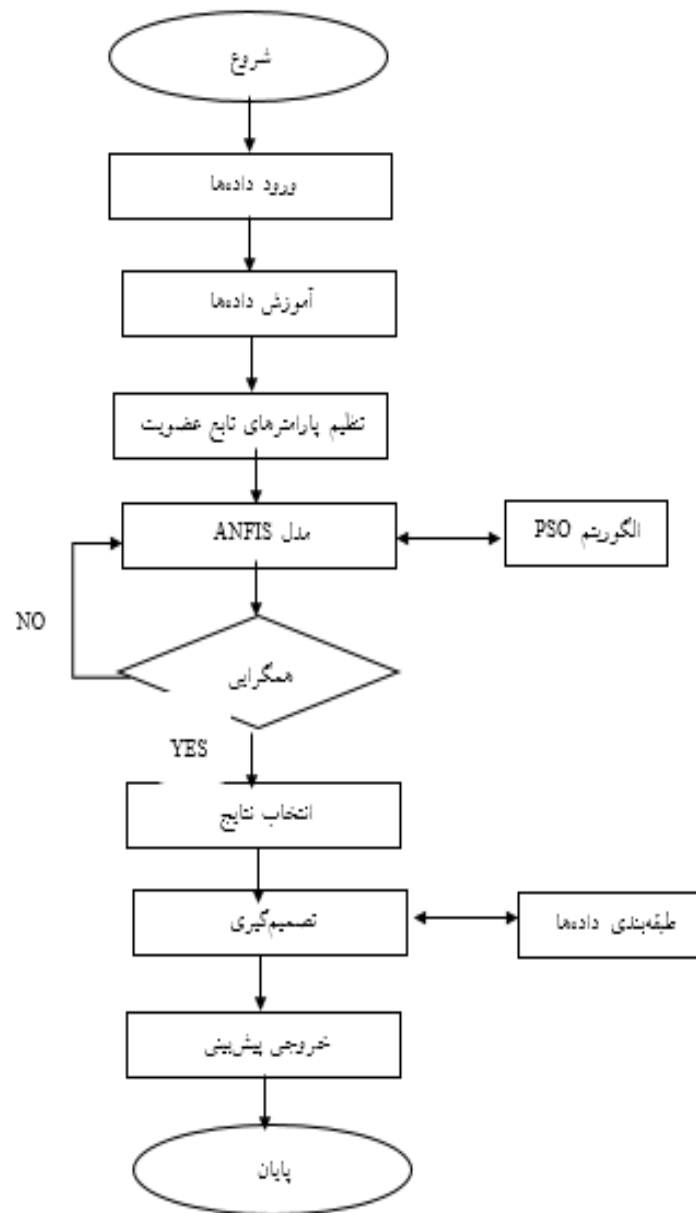 شروع
ورود داده‌ها
آموزش داده‌ها
تنظیم پارامترهای تابع عضویت
مدل ANFIS
الگوریتم PSO
NO
همگرایی
YES
انتخاب نتایج
تصمیم‌گیری
طبقه‌بندی داده‌ها
خروجی پیش‌بینی
پایان